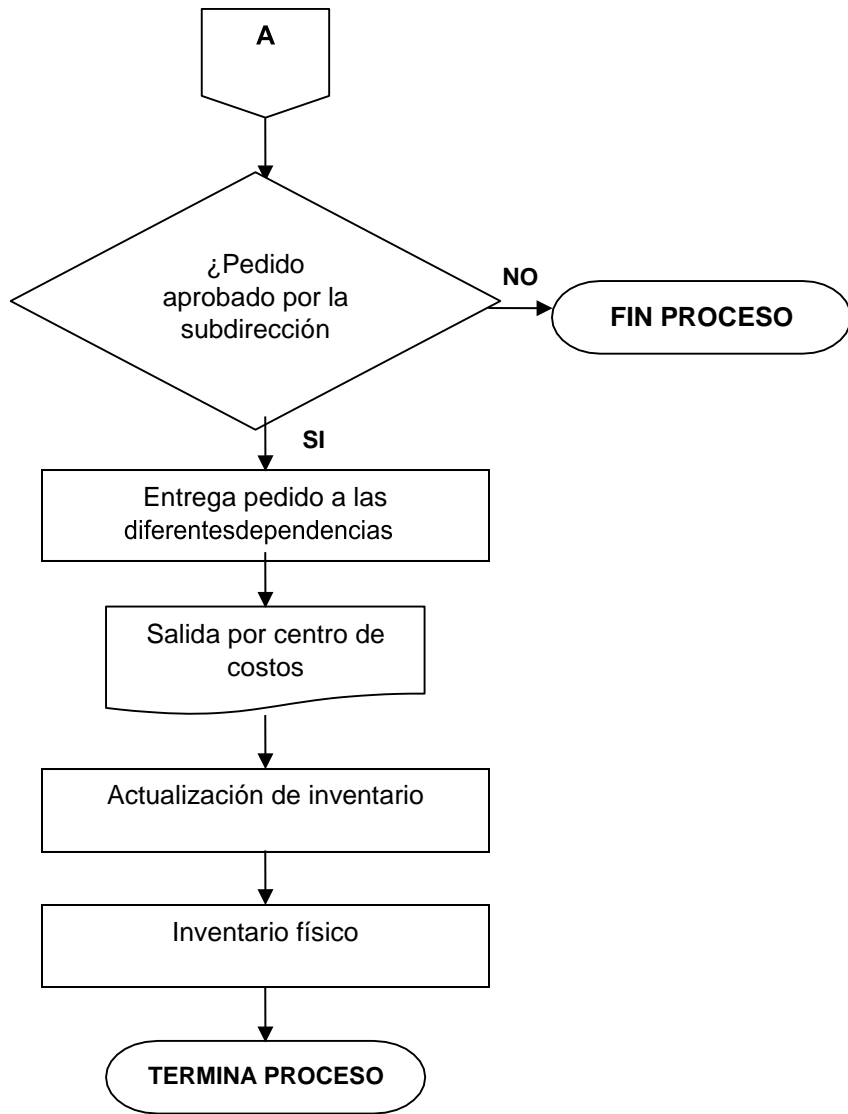 A
¿Pedido
aprobado por la
subdirección
NO
FIN PROCESO
SI
Entrega pedido a las
diferentesdependencias
Salida por centro de
costos
Actualización de inventario
Inventario físico
TERMINA PROCESO